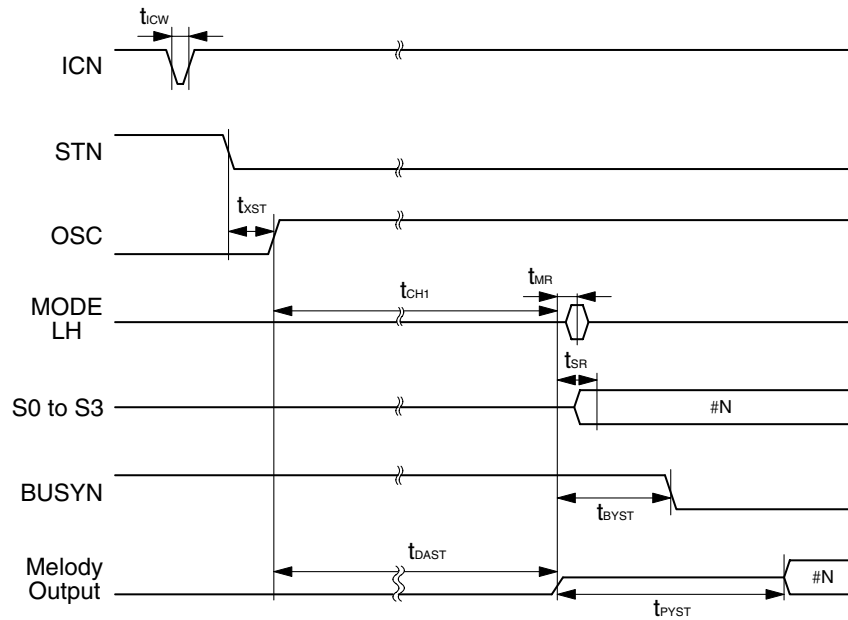 tICW
ICN
STN
tXST
OSC
tCH1
tMR
MODE
LH
tSR
S0 to S3
#N
BUSYN
tBYST
tDAST
Melody
Output
#N
tPYST